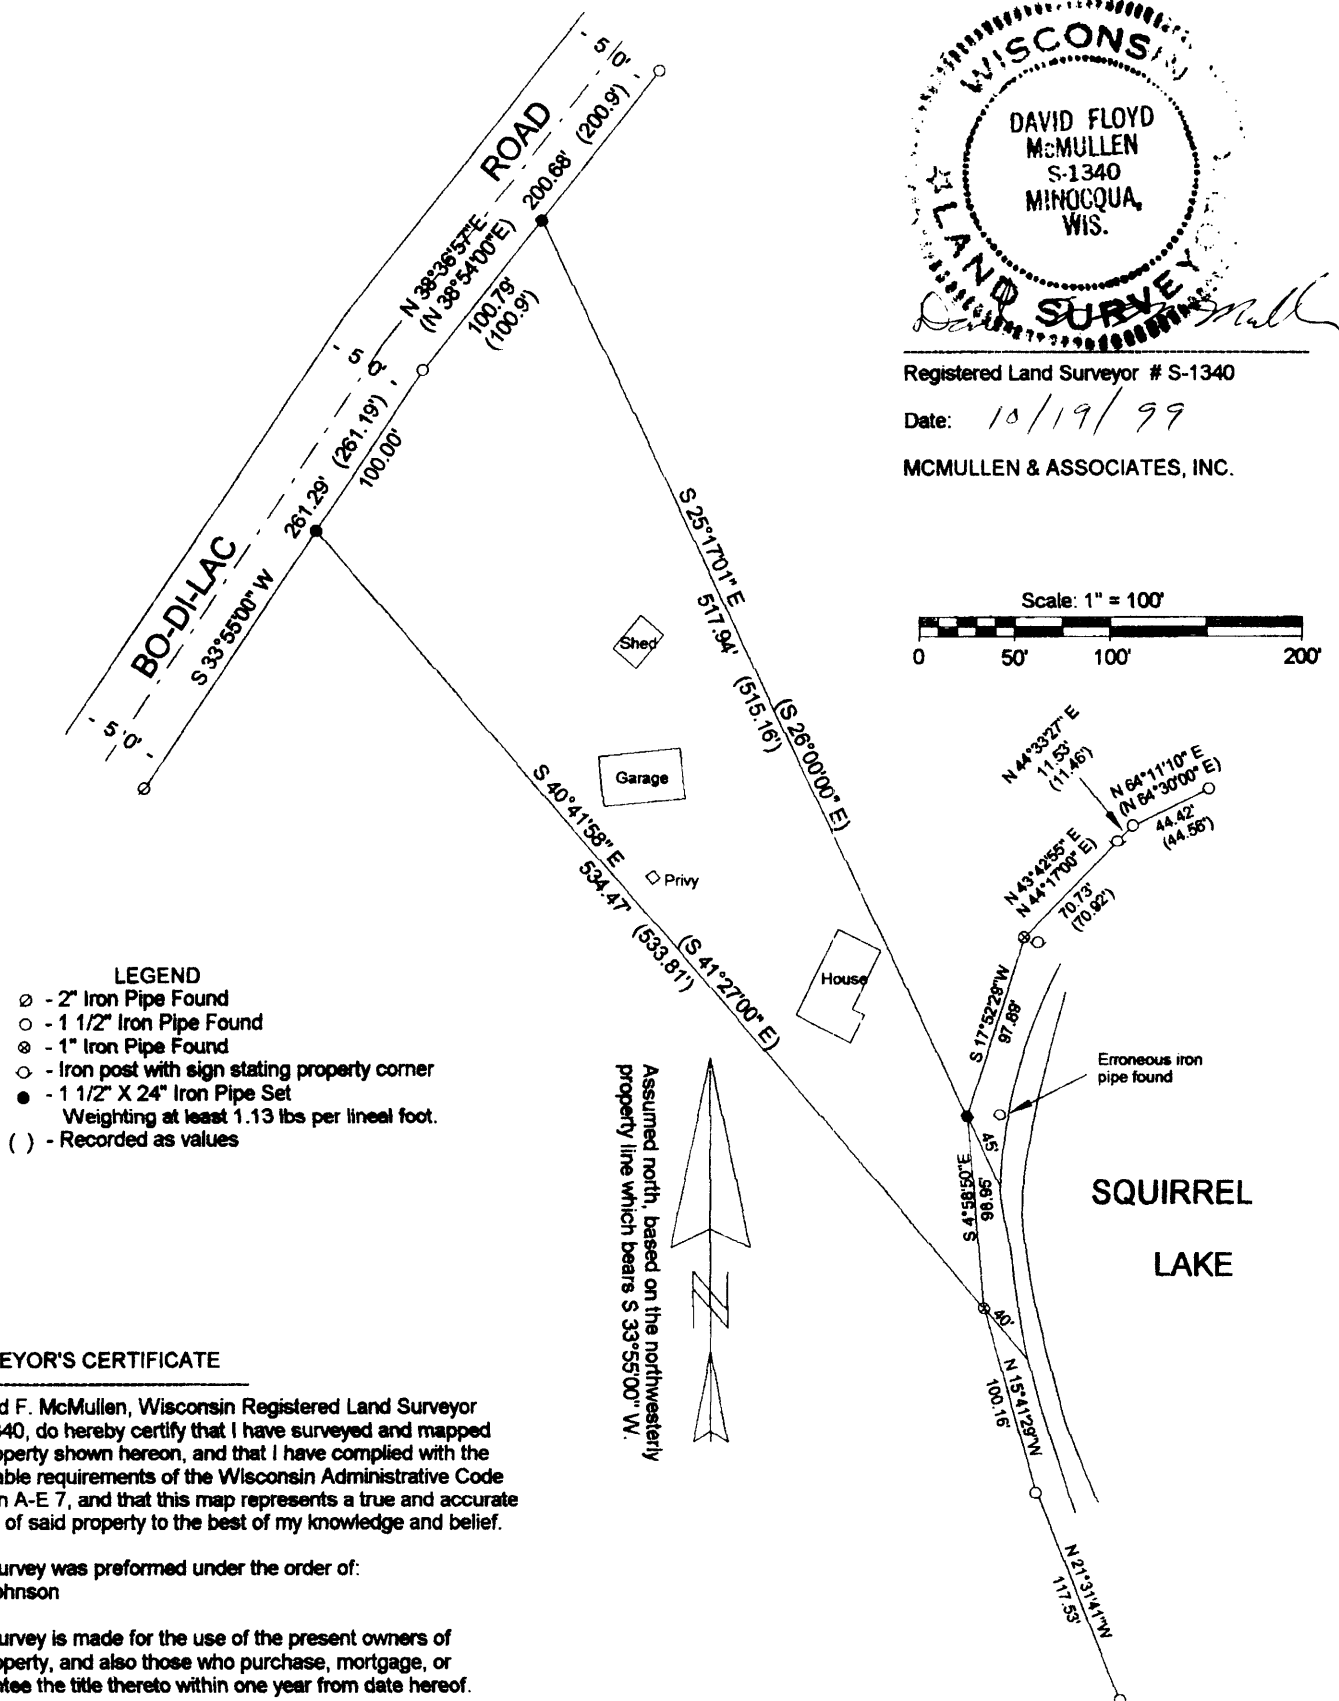 WISCONSIN
LAND SURVEY
DAVID FLOYD
McMULLEN
S-1340
MINOCQUA,
WIS.
Registered Land Surveyor # S-1340
Date: 10/19/99
MCMULLEN & ASSOCIATES, INC.
Scale: 1" = 100'
0 50' 100' 200'
BO-DI-LAC ROAD
50'
50'
50'
200.68' (200.9')
N 38°36'57"E
(N 38°54'00"E)
100.79'
(100.9')
261.29' (261.19')
100.00'
S 33°55'00" W
S 25°17'01" E
517.94' (515.16')
(S 26°00'00" E)
S 40°41'58" E
534.47' (533.81')
(S 41°27'00" E)
Shed
Garage
Privy
House
N 44°33'27" E
11.53'
(11.46')
N 64°11'10" E
(N 64°30'00" E)
44.42'
(44.56')
N 43°42'55" E
N 44°17'00" E)
70.73'
(70.92')
S 17°52'29"W
97.89'
Erroneous iron
pipe found
45'
S 4°58'50"E
98.95'
40'
N 15°41'29"W
100.16'
N 21°31'41"W
117.53'
SQUIRREL
LAKE
LEGEND
- 2" Iron Pipe Found
- 1 1/2" Iron Pipe Found
- 1" Iron Pipe Found
- Iron post with sign stating property corner
- 1 1/2" X 24" Iron Pipe Set
Weighting at least 1.13 lbs per lineal foot.
( ) - Recorded as values
N
Assumed north, based on the northwesterly
property line which bears S 33°55'00" W.
EYOR'S CERTIFICATE
d F. McMullen, Wisconsin Registered Land Surveyor
340, do hereby certify that I have surveyed and mapped
operty shown hereon, and that I have complied with the
able requirements of the Wisconsin Administrative Code
n A-E 7, and that this map represents a true and accurate
of said property to the best of my knowledge and belief.
urvey was preformed under the order of:
ohnson
urvey is made for the use of the present owners of
operty, and also those who purchase, mortgage, or
ntee the title thereto within one year from date hereof.